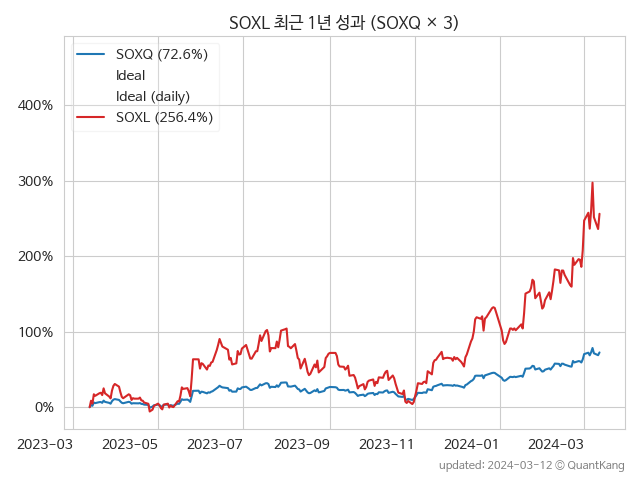 SOXL 최근 1년 성과 (SOXQ × 3)
SOXQ (72.6%)
Ideal
Ideal (daily)
SOXL (256.4%)
400%
300%
200%
100%
0%
2023-03 2023-05 2023-07 2023-09 2023-11 2024-01 2024-03
updated: 2024-03-12 © QuantKang